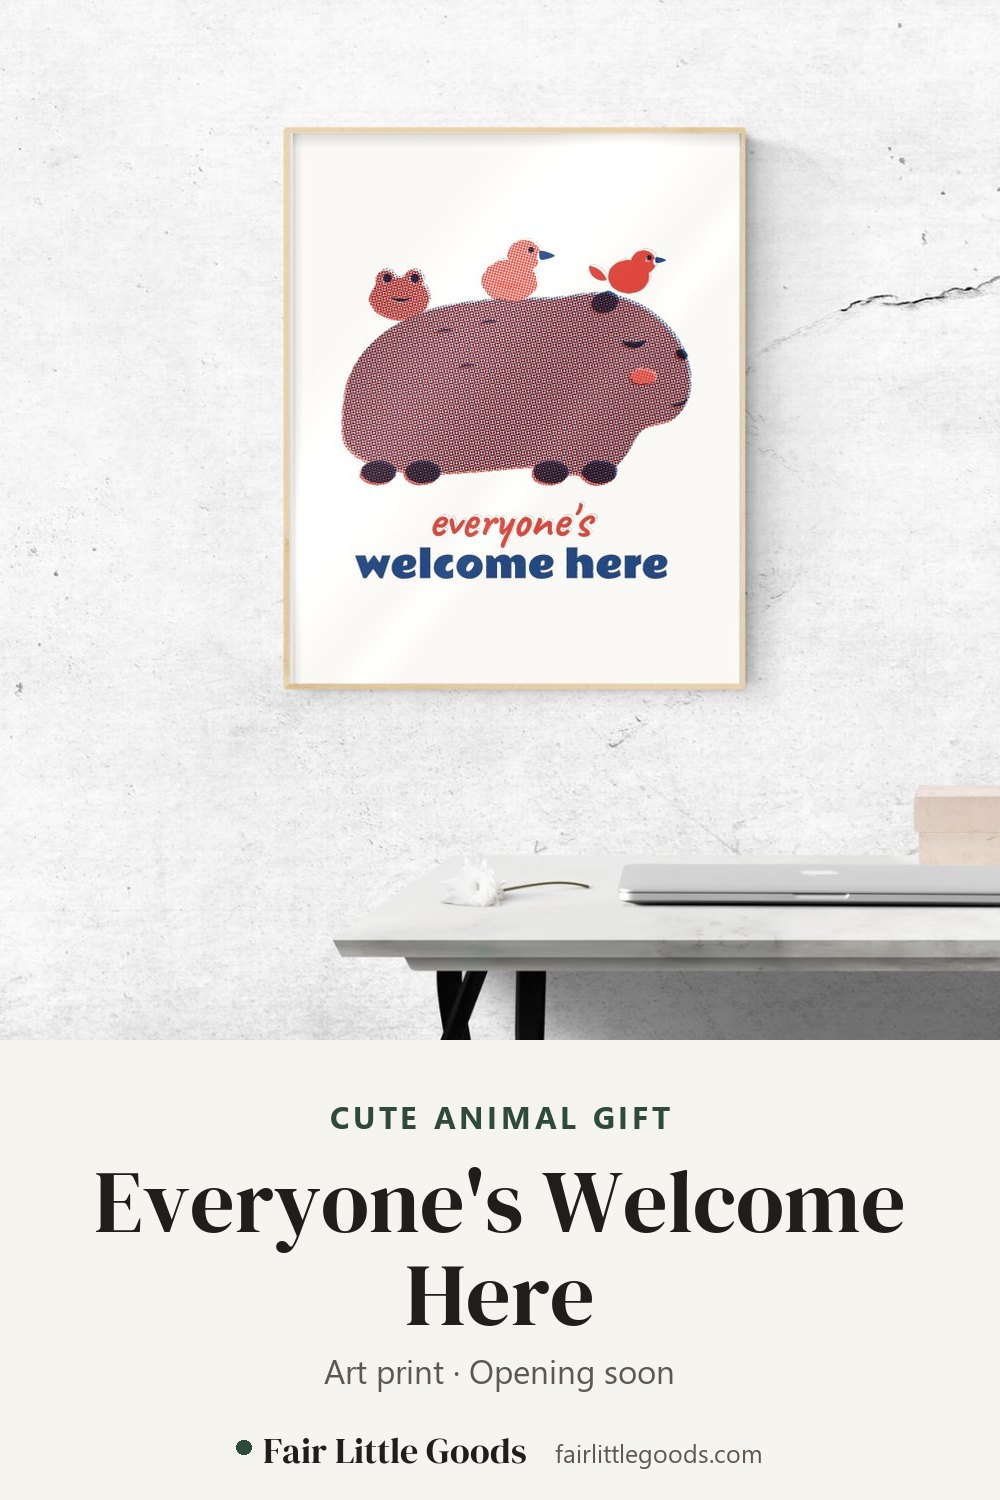 everyone's
welcome here
CUTE ANIMAL GIFT
Everyone's Welcome
Here
Art print · Opening soon
Fair Little Goods fairlittlegoods.com